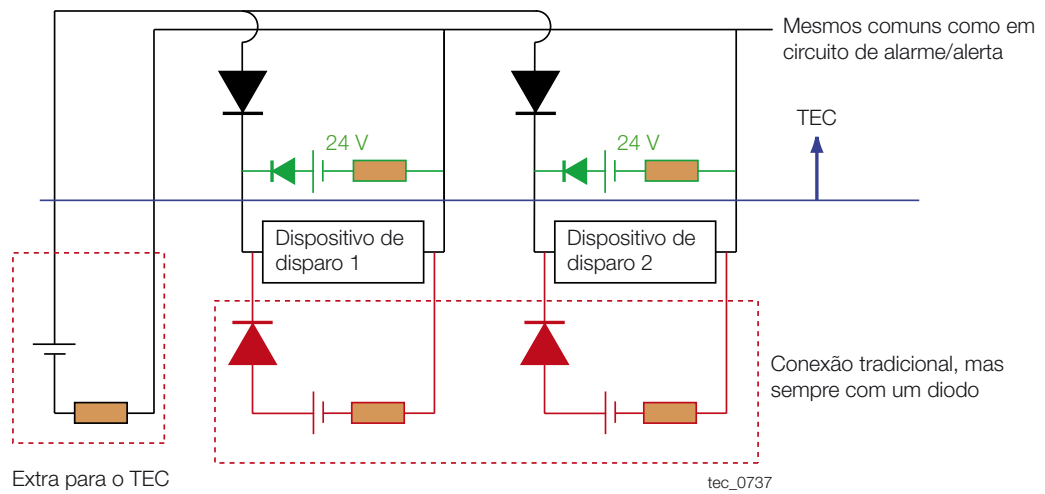 Mesmos comuns como em
circuito de alarme/alerta
TEC
24 V
24 V
Dispositivo de
disparo 1
Dispositivo de
disparo 2
Conexão tradicional, mas
sempre com um diodo
Extra para o TEC
tec_0737